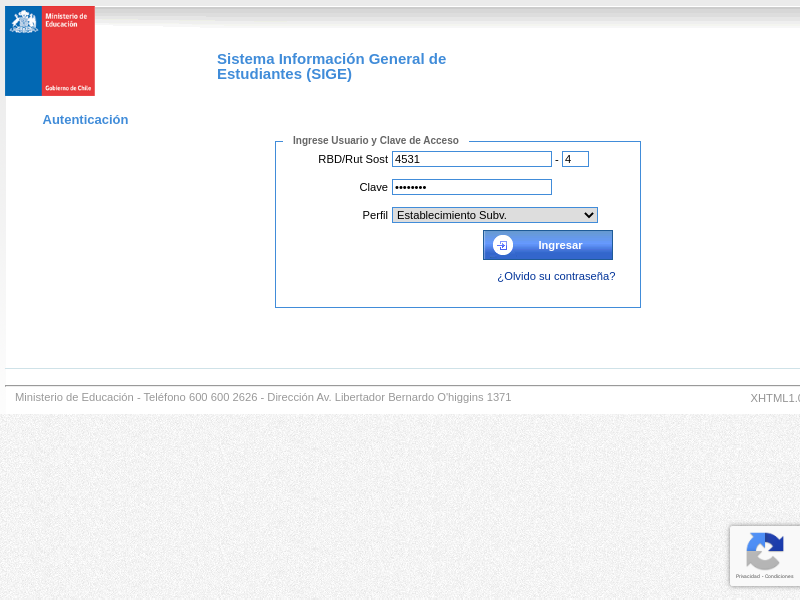 Ministerio de
Educación
Gobierno de Chile
Sistema Información General de
Estudiantes (SIGE)
Autenticación
Ingrese Usuario y Clave de Acceso
RBD/Rut Sost 4531 - 4
Clave ••••••••
Perfil Establecimiento Subv.
Ingresar
¿Olvido su contraseña?
Ministerio de Educación - Teléfono 600 600 2626 - Dirección Av. Libertador Bernardo O'higgins 1371
XHTML1.0
Privacidad - Condiciones